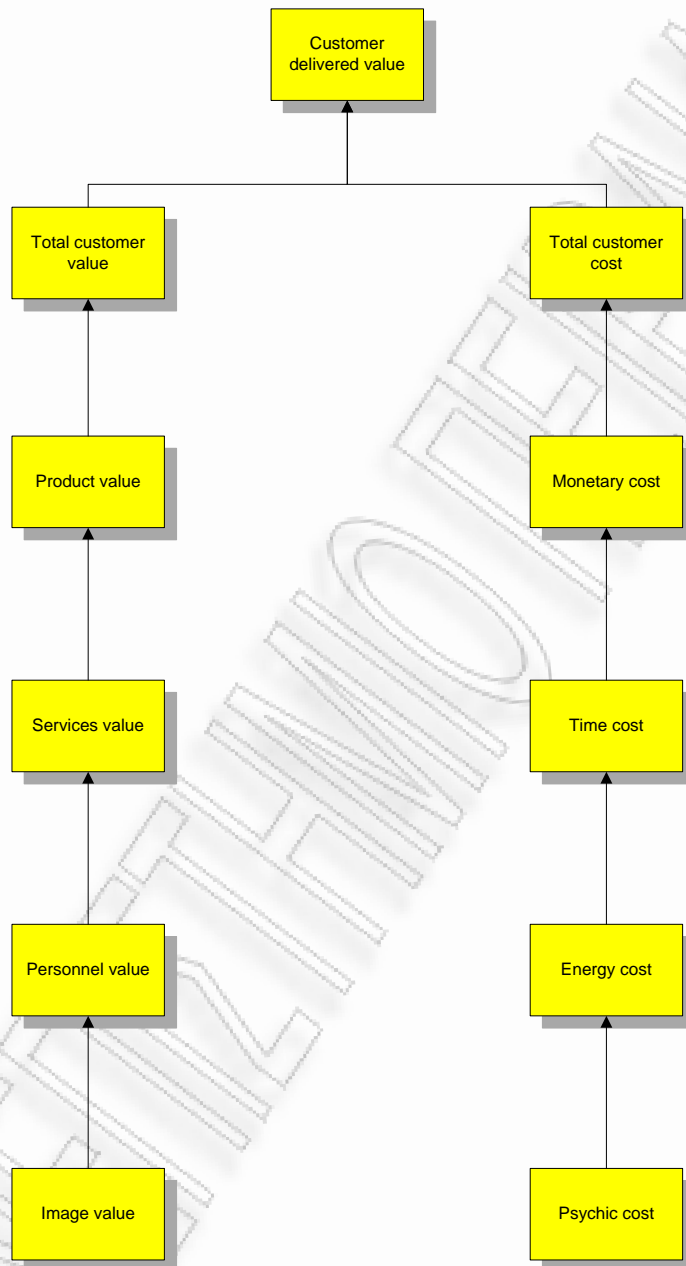 Customer
delivered value
Total customer
value
Total customer
cost
Product value
Monetary cost
Services value
Time cost
Personnel value
Energy cost
Image value
Psychic cost